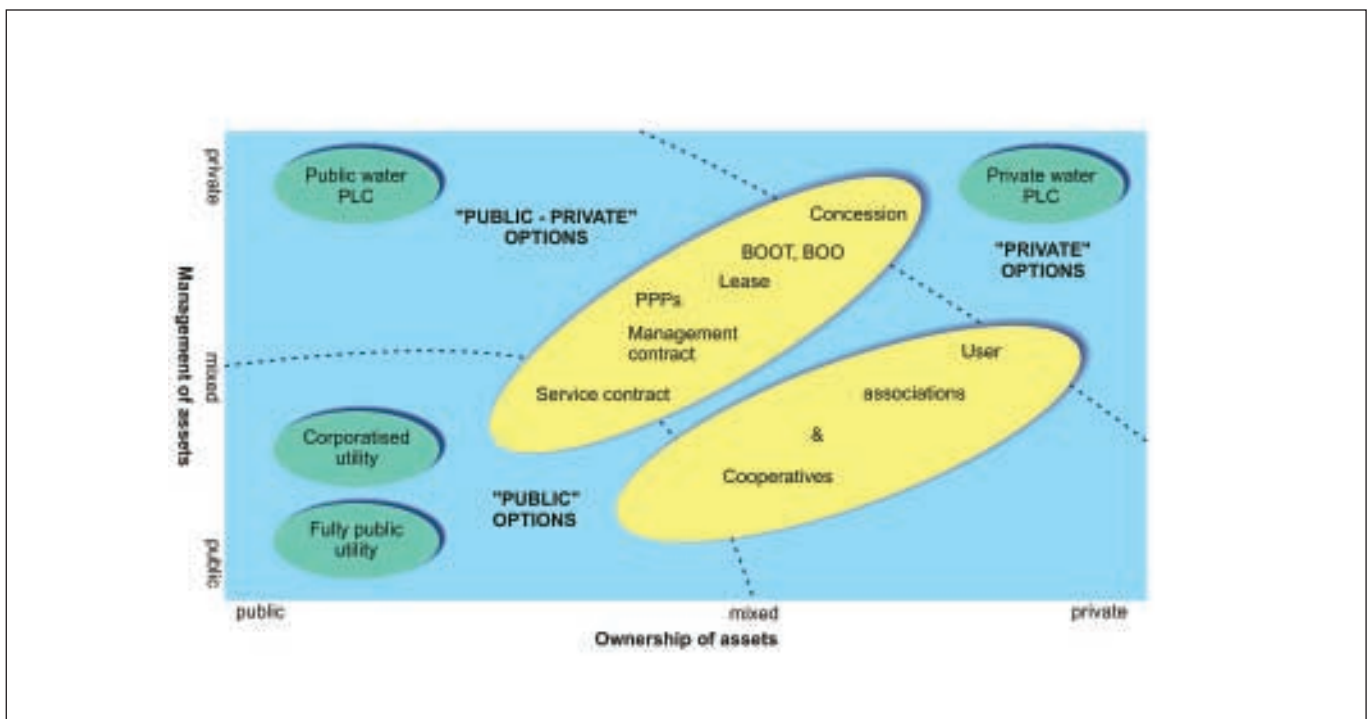 private
Public water
PLC
"PUBLIC - PRIVATE"
OPTIONS
Concession
BOOT, BOO
Lease
PPPs
Management
contract
Service contract
Private water
PLC
"PRIVATE"
OPTIONS
User
associations
&
Cooperatives
Management of assets
mixed
Corporatised
utility
"PUBLIC"
OPTIONS
Fully public
utility
public
public
mixed
private
Ownership of assets